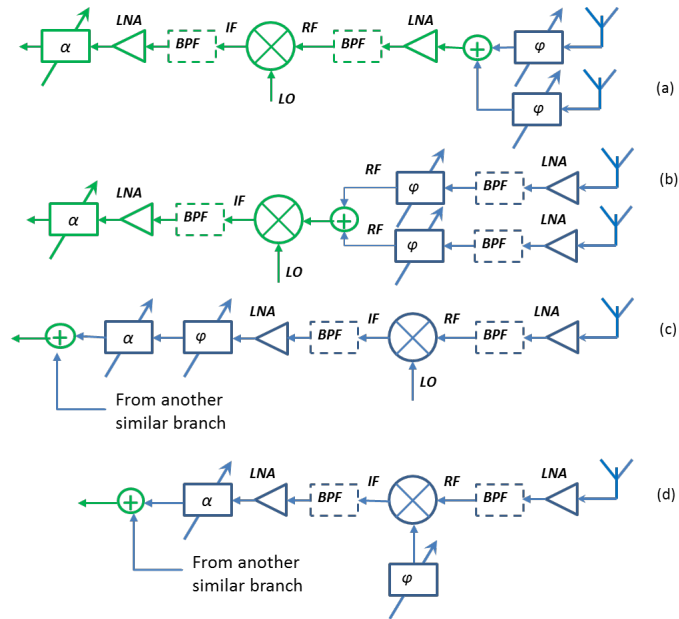 LNA
BPF
IF
RF
BPF
LNA
α
φ
LO
φ
(a)
RF
φ
BPF
LNA
(b)
LNA
BPF
IF
α
RF
φ
BPF
LNA
LO
LNA
BPF
IF
RF
BPF
LNA
(c)
α
φ
LO
From another
similar branch
LNA
BPF
IF
RF
BPF
LNA
(d)
α
From another
similar branch
φ